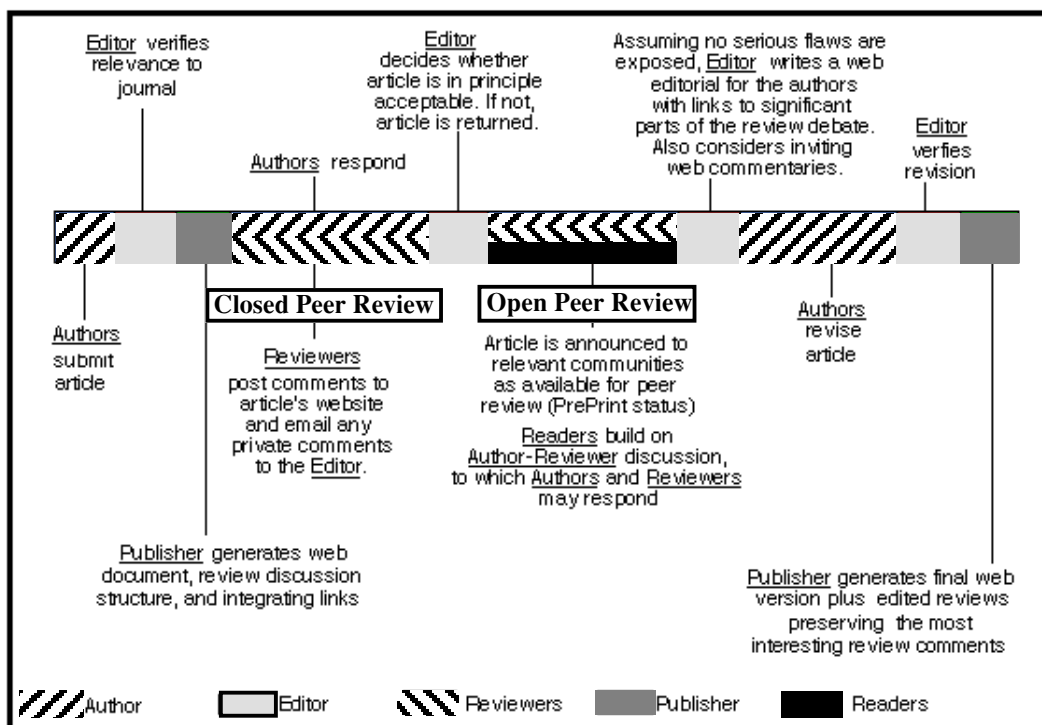 Editor verifies
relevance to
journal
Authors respond
Editor
decides whether
article is in principle
acceptable. If not,
article is returned.
Assuming no serious flaws are
exposed, Editor writes a web
editorial for the authors
with links to significant
parts of the review debate.
Also considers inviting
web commentaries.
Editor
verfies
revision
Authors
submit
article
Closed Peer Review
Reviewers
post comments to
article's website
and email any
private comments
to the Editor.
Open Peer Review
Article is announced to
relevant communities
as available for peer
review (PrePrint status)
Readers build on
Author-Reviewer discussion,
to which Authors and Reviewers
may respond
Authors
revise
article
Publisher generates web
document, review discussion
structure, and integrating links
Publisher generates final web
version plus edited reviews
preserving the most
interesting review comments
Author
Editor
Reviewers
Publisher
Readers